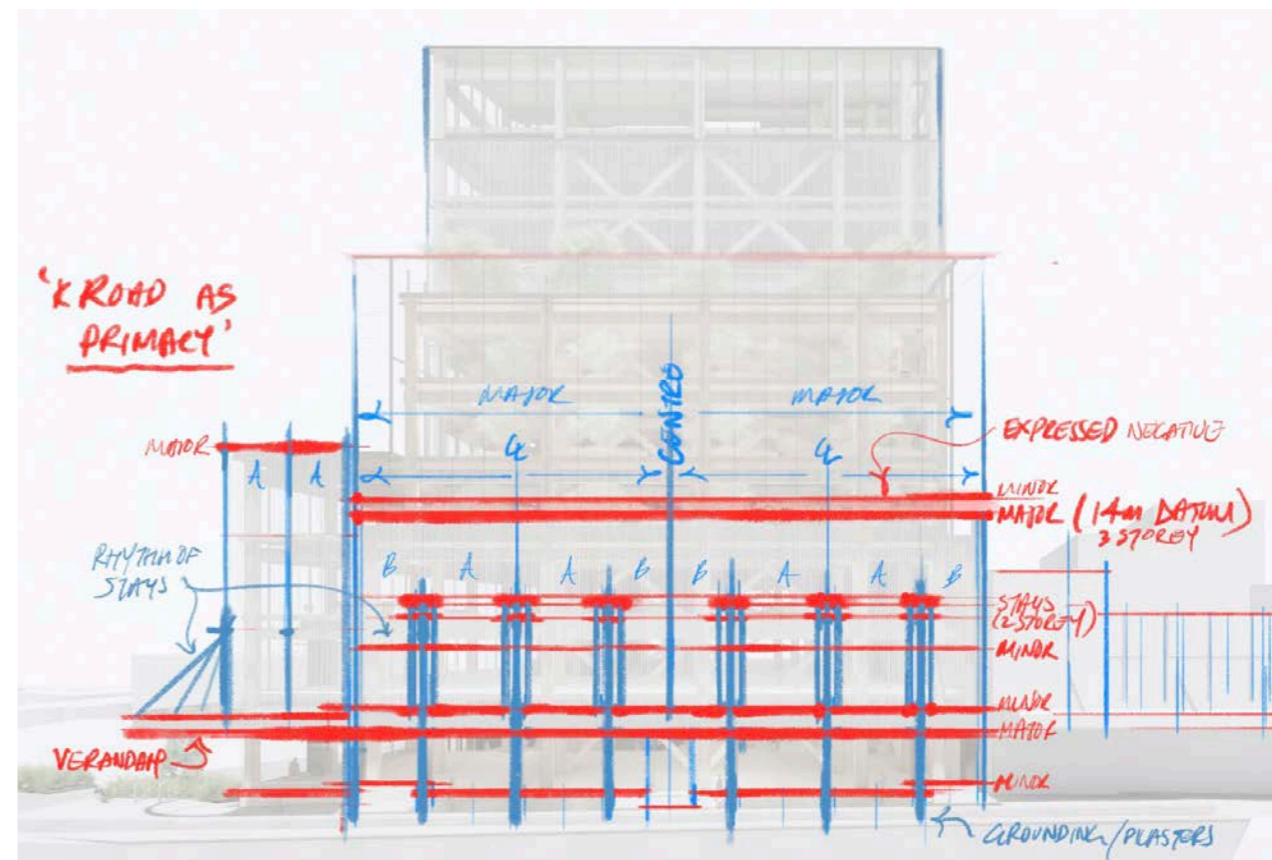 'K ROAD AS
PRIMACY'
MAJOR
MAJOR
CENTRO
EXPRESSED NEGATIVE
MAJOR
A A
℄
℄
MINOR
MAJOR (14m DATUM)
3 STOREY
RHYTHM OF
STAYS
B A A B B A A B
STAYS
(2 STOREY)
MINOR
MINOR
MAJOR
VERANDAH
MINOR
GROUNDING/PILASTERS